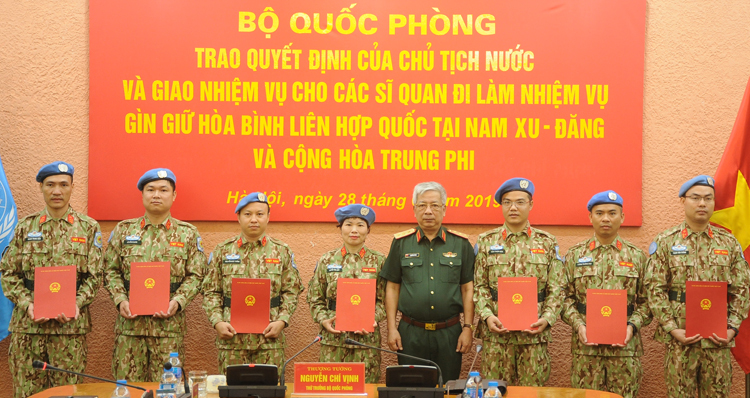 BỘ QUỐC PHÒNG
TRAO QUYẾT ĐỊNH CỦA CHỦ TỊCH NƯỚC
VÀ GIAO NHIỆM VỤ CHO CÁC SĨ QUAN ĐI LÀM NHIỆM VỤ
GÌN GIỮ HÒA BÌNH LIÊN HỢP QUỐC TẠI NAM XU - ĐĂNG
VÀ CỘNG HÒA TRUNG PHI
Hà Nội, ngày 28 tháng năm 2019
THƯỢNG TƯỚNG
NGUYỄN CHÍ VỊNH
THỨ TRƯỞNG BỘ QUỐC PHÒNG